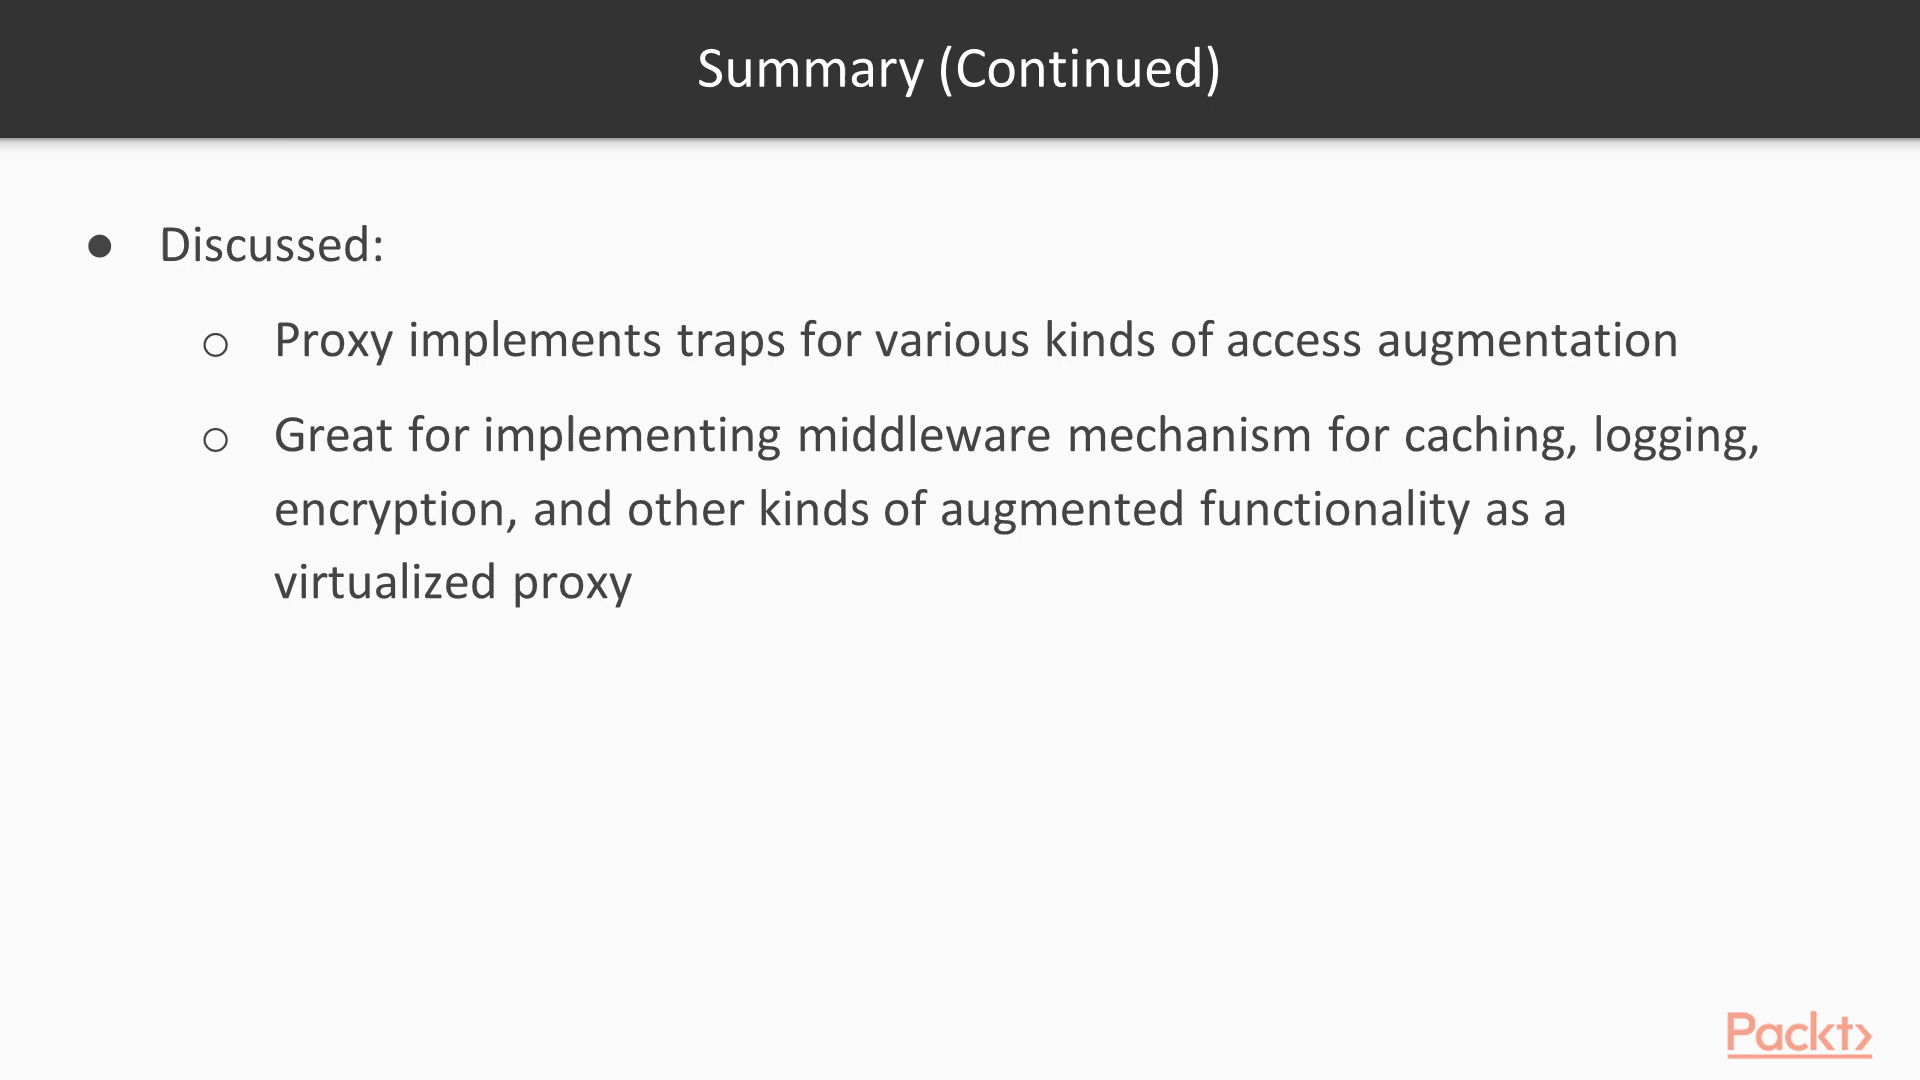 Summary (Continued)
● Discussed:
○ Proxy implements traps for various kinds of access augmentation
○ Great for implementing middleware mechanism for caching, logging,
encryption, and other kinds of augmented functionality as a
virtualized proxy
Packt>